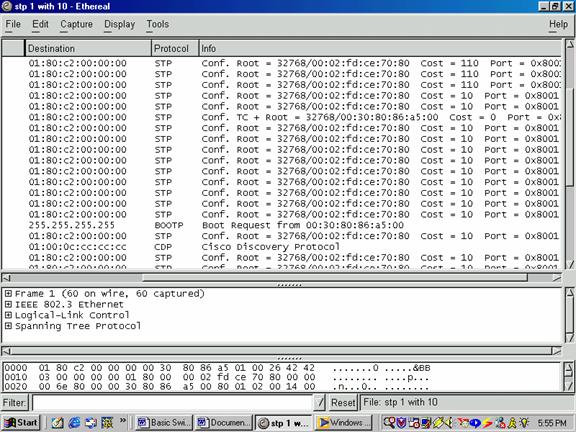 stp 1 with 10 - Ethereal
File Edit Capture Display Tools Help
Destination Protocol Info
01:80:c2:00:00:00 STP Conf. Root = 32768/00:02:fd:ce:70:80 Cost = 110 Port = 0x8001
01:80:c2:00:00:00 STP Conf. Root = 32768/00:02:fd:ce:70:80 Cost = 110 Port = 0x8001
01:80:c2:00:00:00 STP Conf. Root = 32768/00:02:fd:ce:70:80 Cost = 110 Port = 0x8001
01:80:c2:00:00:00 STP Conf. Root = 32768/00:02:fd:ce:70:80 Cost = 10 Port = 0x8001
01:80:c2:00:00:00 STP Conf. Root = 32768/00:02:fd:ce:70:80 Cost = 10 Port = 0x8001
01:80:c2:00:00:00 STP Conf. TC + Root = 32768/00:30:80:86:a5:00 Cost = 0 Port = 0x8
01:80:c2:00:00:00 STP Conf. Root = 32768/00:02:fd:ce:70:80 Cost = 10 Port = 0x8001
01:80:c2:00:00:00 STP Conf. Root = 32768/00:02:fd:ce:70:80 Cost = 10 Port = 0x8001
01:80:c2:00:00:00 STP Conf. Root = 32768/00:02:fd:ce:70:80 Cost = 10 Port = 0x8001
01:80:c2:00:00:00 STP Conf. Root = 32768/00:02:fd:ce:70:80 Cost = 10 Port = 0x8001
01:80:c2:00:00:00 STP Conf. Root = 32768/00:02:fd:ce:70:80 Cost = 10 Port = 0x8001
01:80:c2:00:00:00 STP Conf. Root = 32768/00:02:fd:ce:70:80 Cost = 10 Port = 0x8001
01:80:c2:00:00:00 STP Conf. Root = 32768/00:02:fd:ce:70:80 Cost = 10 Port = 0x8001
01:80:c2:00:00:00 STP Conf. Root = 32768/00:02:fd:ce:70:80 Cost = 10 Port = 0x8001
01:80:c2:00:00:00 STP Conf. Root = 32768/00:02:fd:ce:70:80 Cost = 10 Port = 0x8001
255.255.255.255 BOOTP Boot Request from 00:30:80:86:a5:00
01:80:c2:00:00:00 STP Conf. Root = 32768/00:02:fd:ce:70:80 Cost = 10 Port = 0x8001
01:00:0c:cc:cc:cc CDP Cisco Discovery Protocol
01:80:c2:00:00:00 STP Conf. Root = 32768/00:02:fd:ce:70:80 Cost = 10 Port = 0x8001
01:80:c2:00:00:00 STP Conf. Root = 32768/00:02:fd:ce:70:80 Cost = 10 Port = 0x8001
Frame 1 (60 on wire, 60 captured)
IEEE 802.3 Ethernet
Logical-Link Control
Spanning Tree Protocol
0000 01 80 c2 00 00 00 00 30 80 86 a5 01 00 26 42 42 .......0 .....&BB
0010 03 00 00 00 00 01 80 00 00 02 fd ce 70 80 00 00 ........ ....p...
0020 00 6e 80 00 00 30 80 86 a5 00 80 01 02 00 14 00 .n...0.. ........
Filter: Reset File: stp 1 with 10
Start Basic Swi... Documen... stp 1 w... Windows ... 5:55 PM